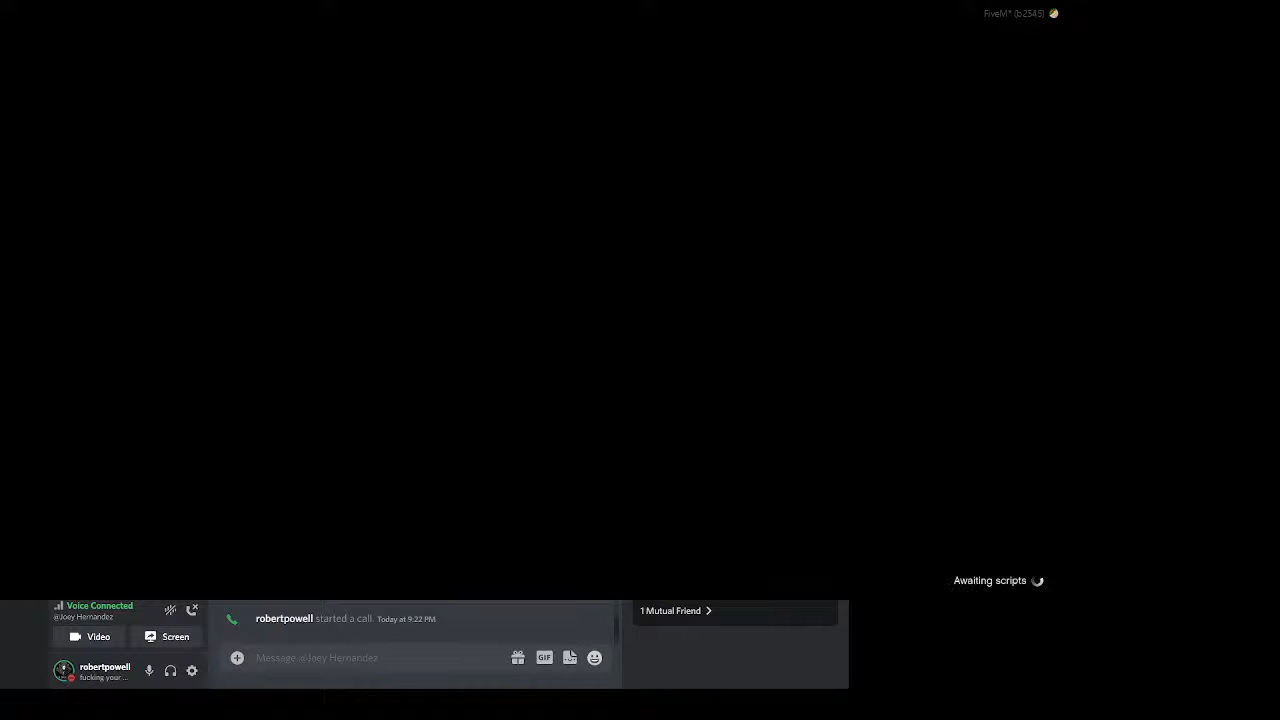 FiveM* (b2545)
Awaiting scripts
Voice Connected
@Joey Hernandez
Video
Screen
robertpowell
fucking your ...
robertpowell started a call. Today at 9:22 PM
Message @Joey Hernandez
GIF
1 Mutual Friend